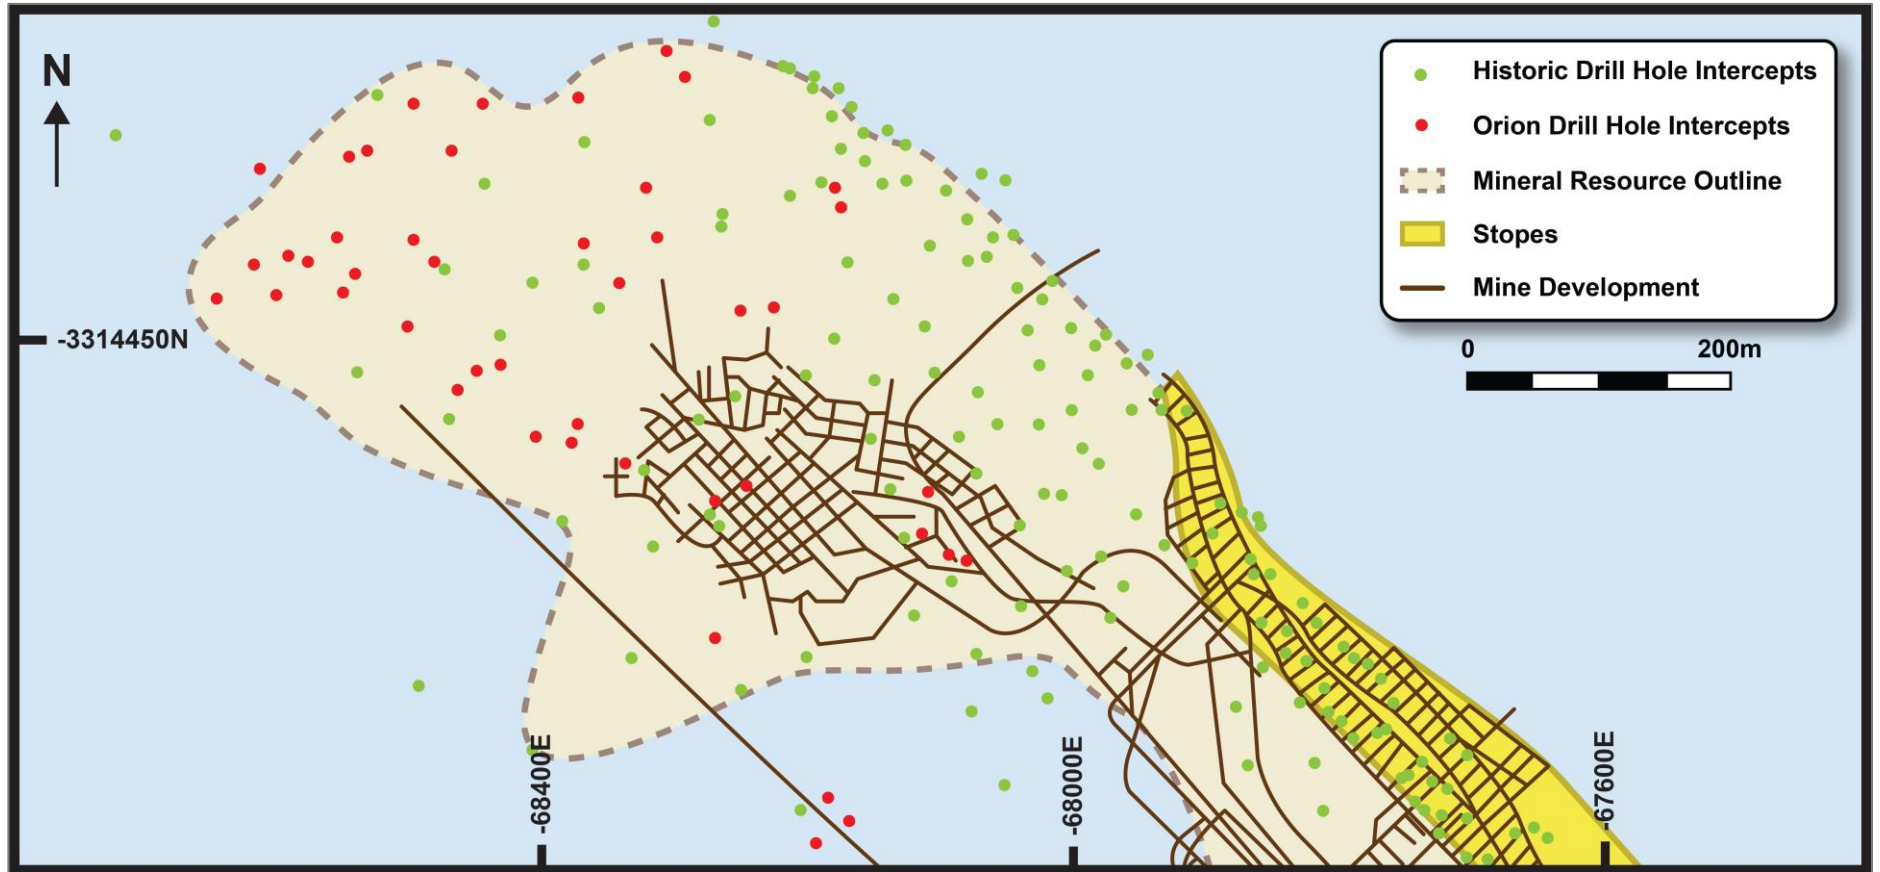 N
Historic Drill Hole Intercepts
Orion Drill Hole Intercepts
Mineral Resource Outline
Stopes
Mine Development
0 200m
-3314450N
-68400E
-68000E
-67600E